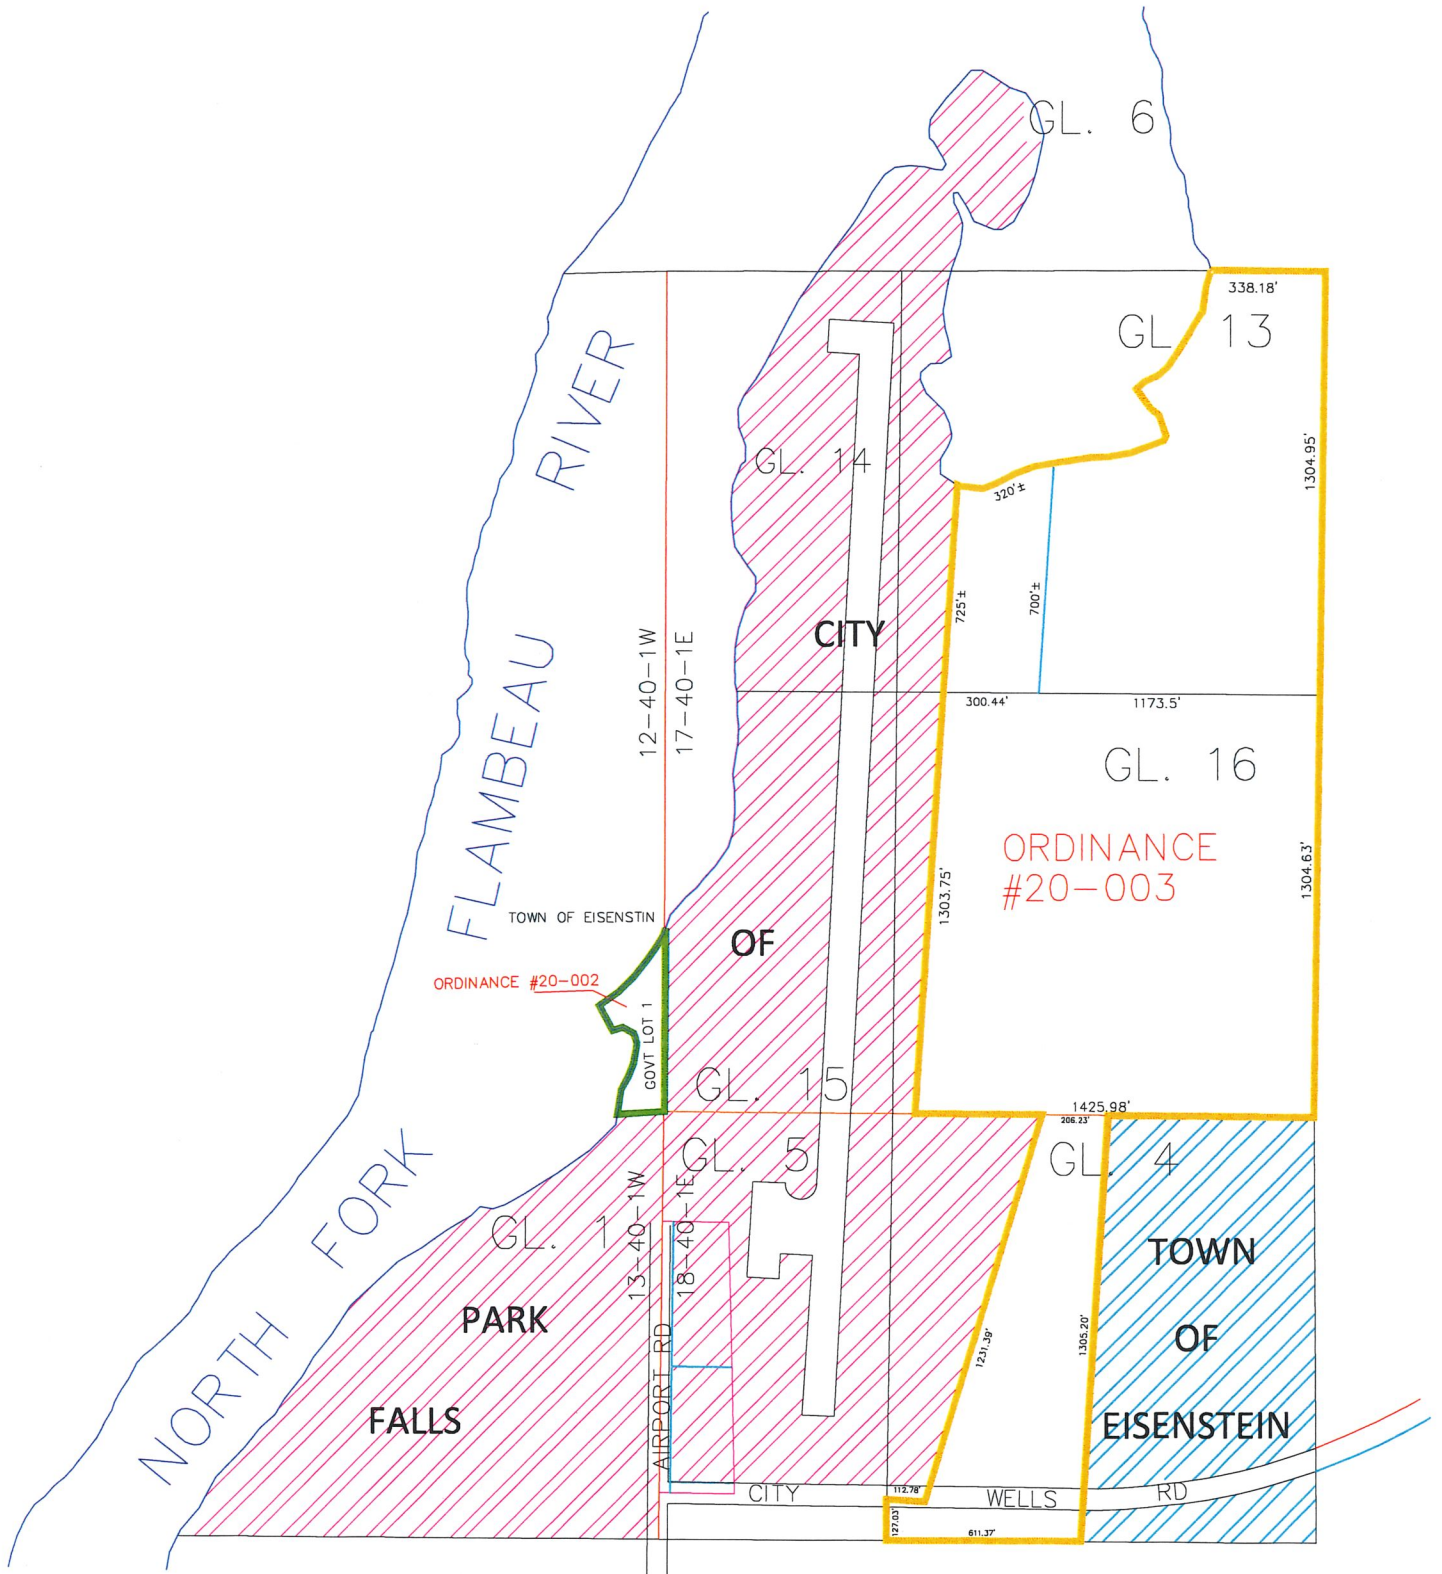 GL. 6
338.18'
GL. 13
RIVER
1304.95'
GL. 14
320'±
725'±
700'±
CITY
12-40-1W
17-40-1E
300.44'
1173.5'
FLAMBEAU
GL. 16
ORDINANCE
#20-003
1303.75'
1304.63'
TOWN OF EISENSTIN
OF
ORDINANCE #20-002
GOVT LOT 1
GL. 15
1425.98'
206.23'
GL. 5
GL. 4
FORK
13-40-1W
18-40-1E
GL. 1
TOWN
PARK
OF
1231.39'
1305.20'
NORTH
AIRPORT RD
FALLS
EISENSTEIN
112.78'
CITY WELLS RD
127.03'
611.37'